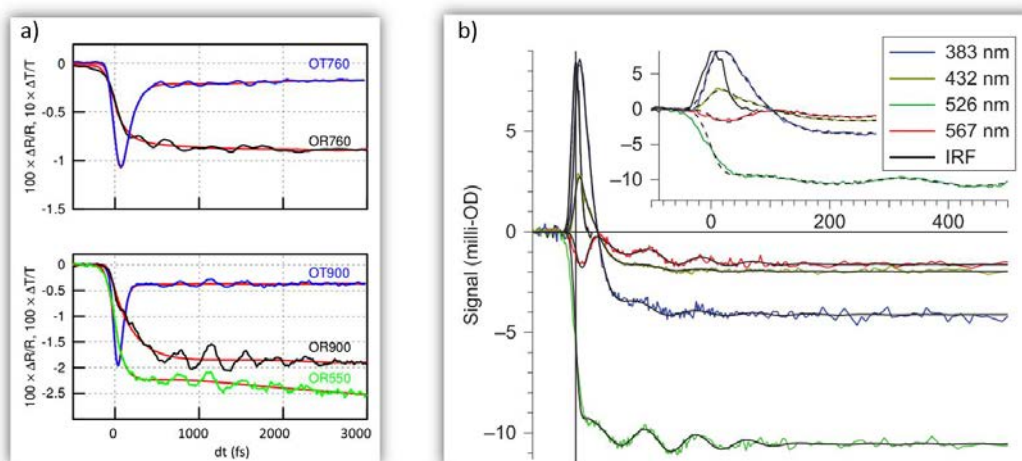 a)
100 × ΔR/R, 10 × ΔT/T
0
-0.5
-1
-1.5
OT760
OR760
100 × ΔR/R, 100 × ΔT/T
0
-0.5
-1
-1.5
-2
-2.5
OT900
OR900
OR550
0 1000 2000 3000
dt (fs)
b)
Signal (milli-OD)
5
0
−5
−10
5
0
−5
−10
0 200 400
383 nm
432 nm
526 nm
567 nm
IRF